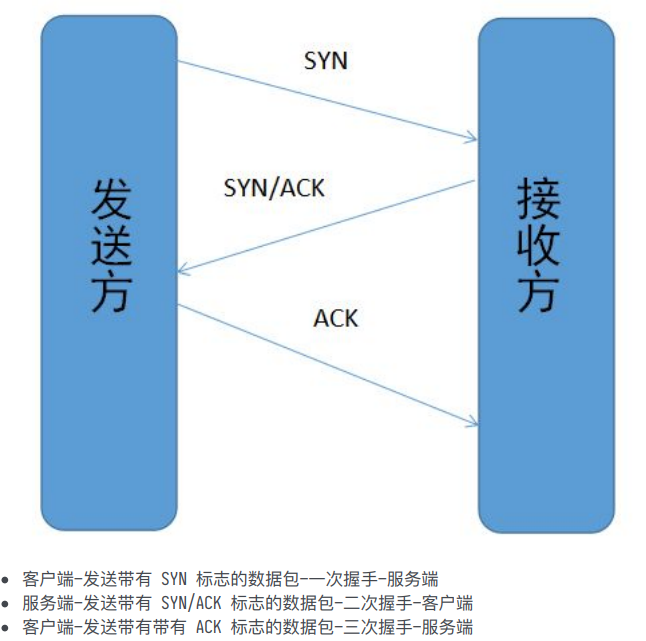 SYN
SYN/ACK
发送方
接收方
ACK
客户端-发送带有 SYN 标志的数据包-一次握手-服务端
服务端-发送带有 SYN/ACK 标志的数据包-二次握手-客户端
客户端-发送带有带有 ACK 标志的数据包-三次握手-服务端